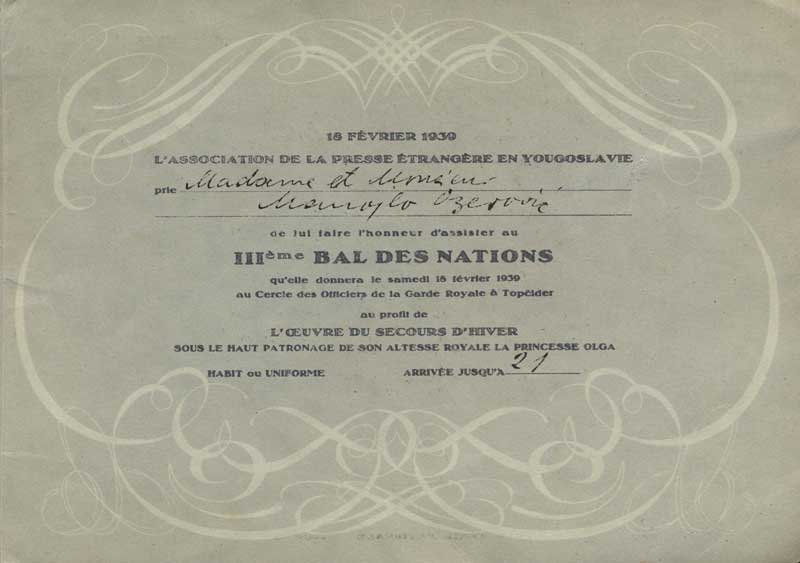 18 FÉVRIER 1939
L'ASSOCIATION DE LA PRESSE ÉTRANGÈRE EN YOUGOSLAVIE
prie Madame et Monsieur
Manojlo
de lui faire l'honneur d'assister au
IIIème BAL DES NATIONS
qu'elle donnera le samedi 18 février 1939
au Cercle des Officiers de la Garde Royale à Topčider
au profit de
L'ŒUVRE DU SECOURS D'HIVER
SOUS LE HAUT PATRONAGE DE SON ALTESSE ROYALE LA PRINCESSE OLGA
HABIT ou UNIFORME ARRIVÉE JUSQU'A 21